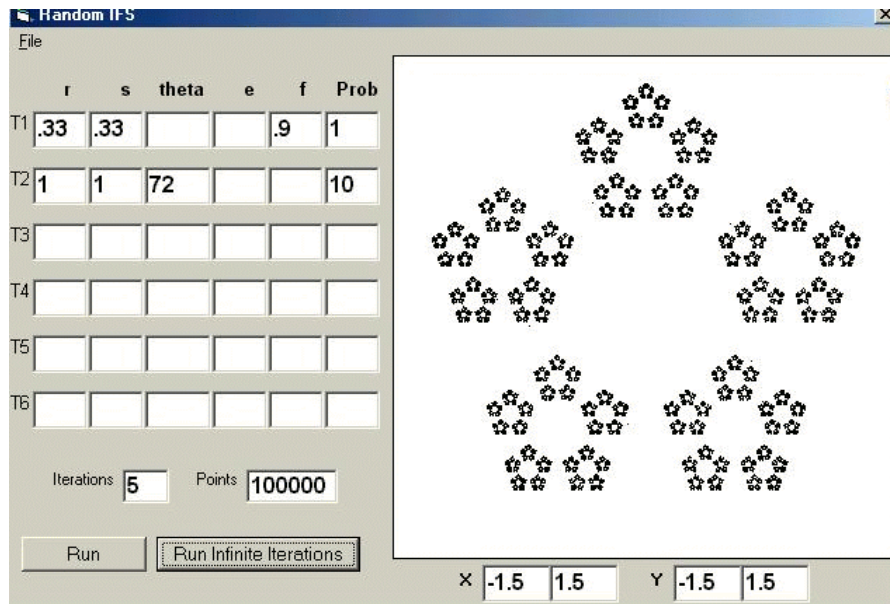 Random IFS
File
r s theta e f Prob
T1 .33 .33 .9 1
T2 1 1 72 10
T3
T4
T5
T6
Iterations 5 Points 100000
Run Run Infinite Iterations
X -1.5 1.5 Y -1.5 1.5